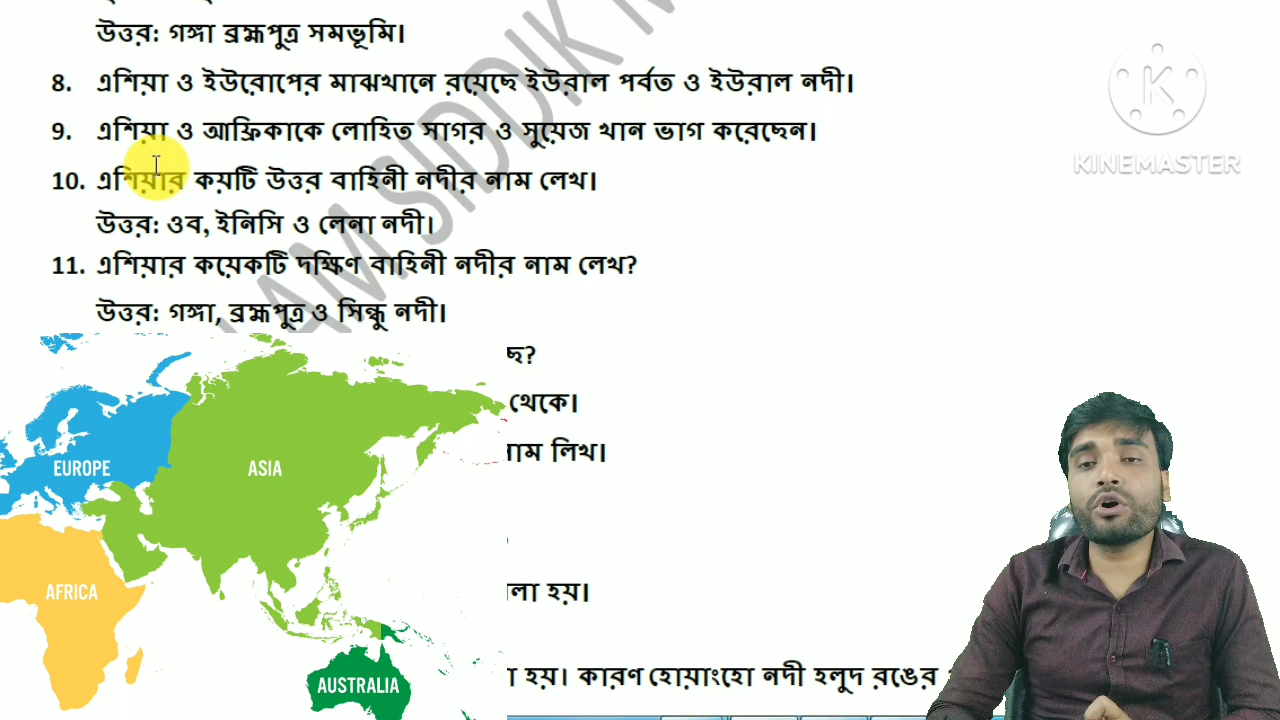 উত্তর: গঙ্গা ব্রহ্মপুত্র সমভূমি।
8. এশিয়া ও ইউরোপের মাঝখানে রয়েছে ইউরাল পর্বত ও ইউরাল নদী।
9. এশিয়া ও আফ্রিকাকে লোহিত সাগর ও সুয়েজ খান ভাগ করেছেন।
10. এশিয়ার কয়টি উত্তর বাহিনী নদীর নাম লেখ।
উত্তর: ওব, ইনিসি ও লেনা নদী।
11. এশিয়ার কয়েকটি দক্ষিণ বাহিনী নদীর নাম লেখ?
উত্তর: গঙ্গা, ব্রহ্মপুত্র ও সিন্ধু নদী।
থেকে।
নাম লিখ।
হয়।
হয়। কারণ হোয়াংহো নদী হলুদ রঙের
EUROPE
ASIA
AFRICA
AUSTRALIA
SIDDIK
K
KINEMASTER